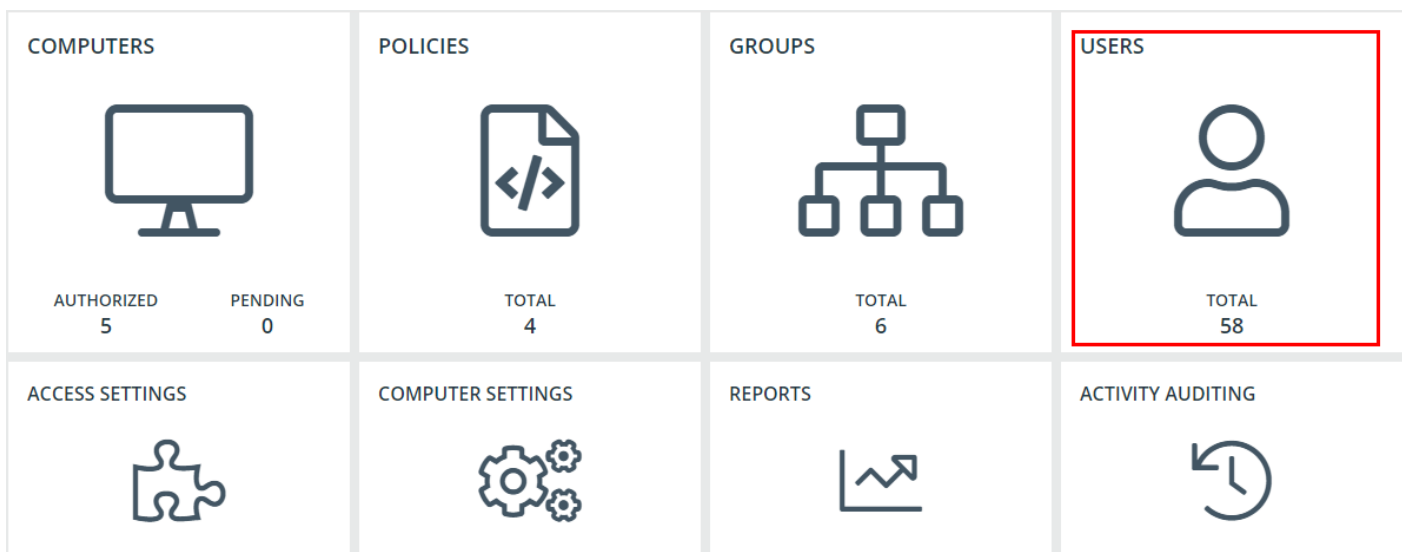 COMPUTERS
POLICIES
GROUPS
USERS
</>
AUTHORIZED
PENDING
TOTAL
TOTAL
TOTAL
5
0
4
6
58
ACCESS SETTINGS
COMPUTER SETTINGS
REPORTS
ACTIVITY AUDITING